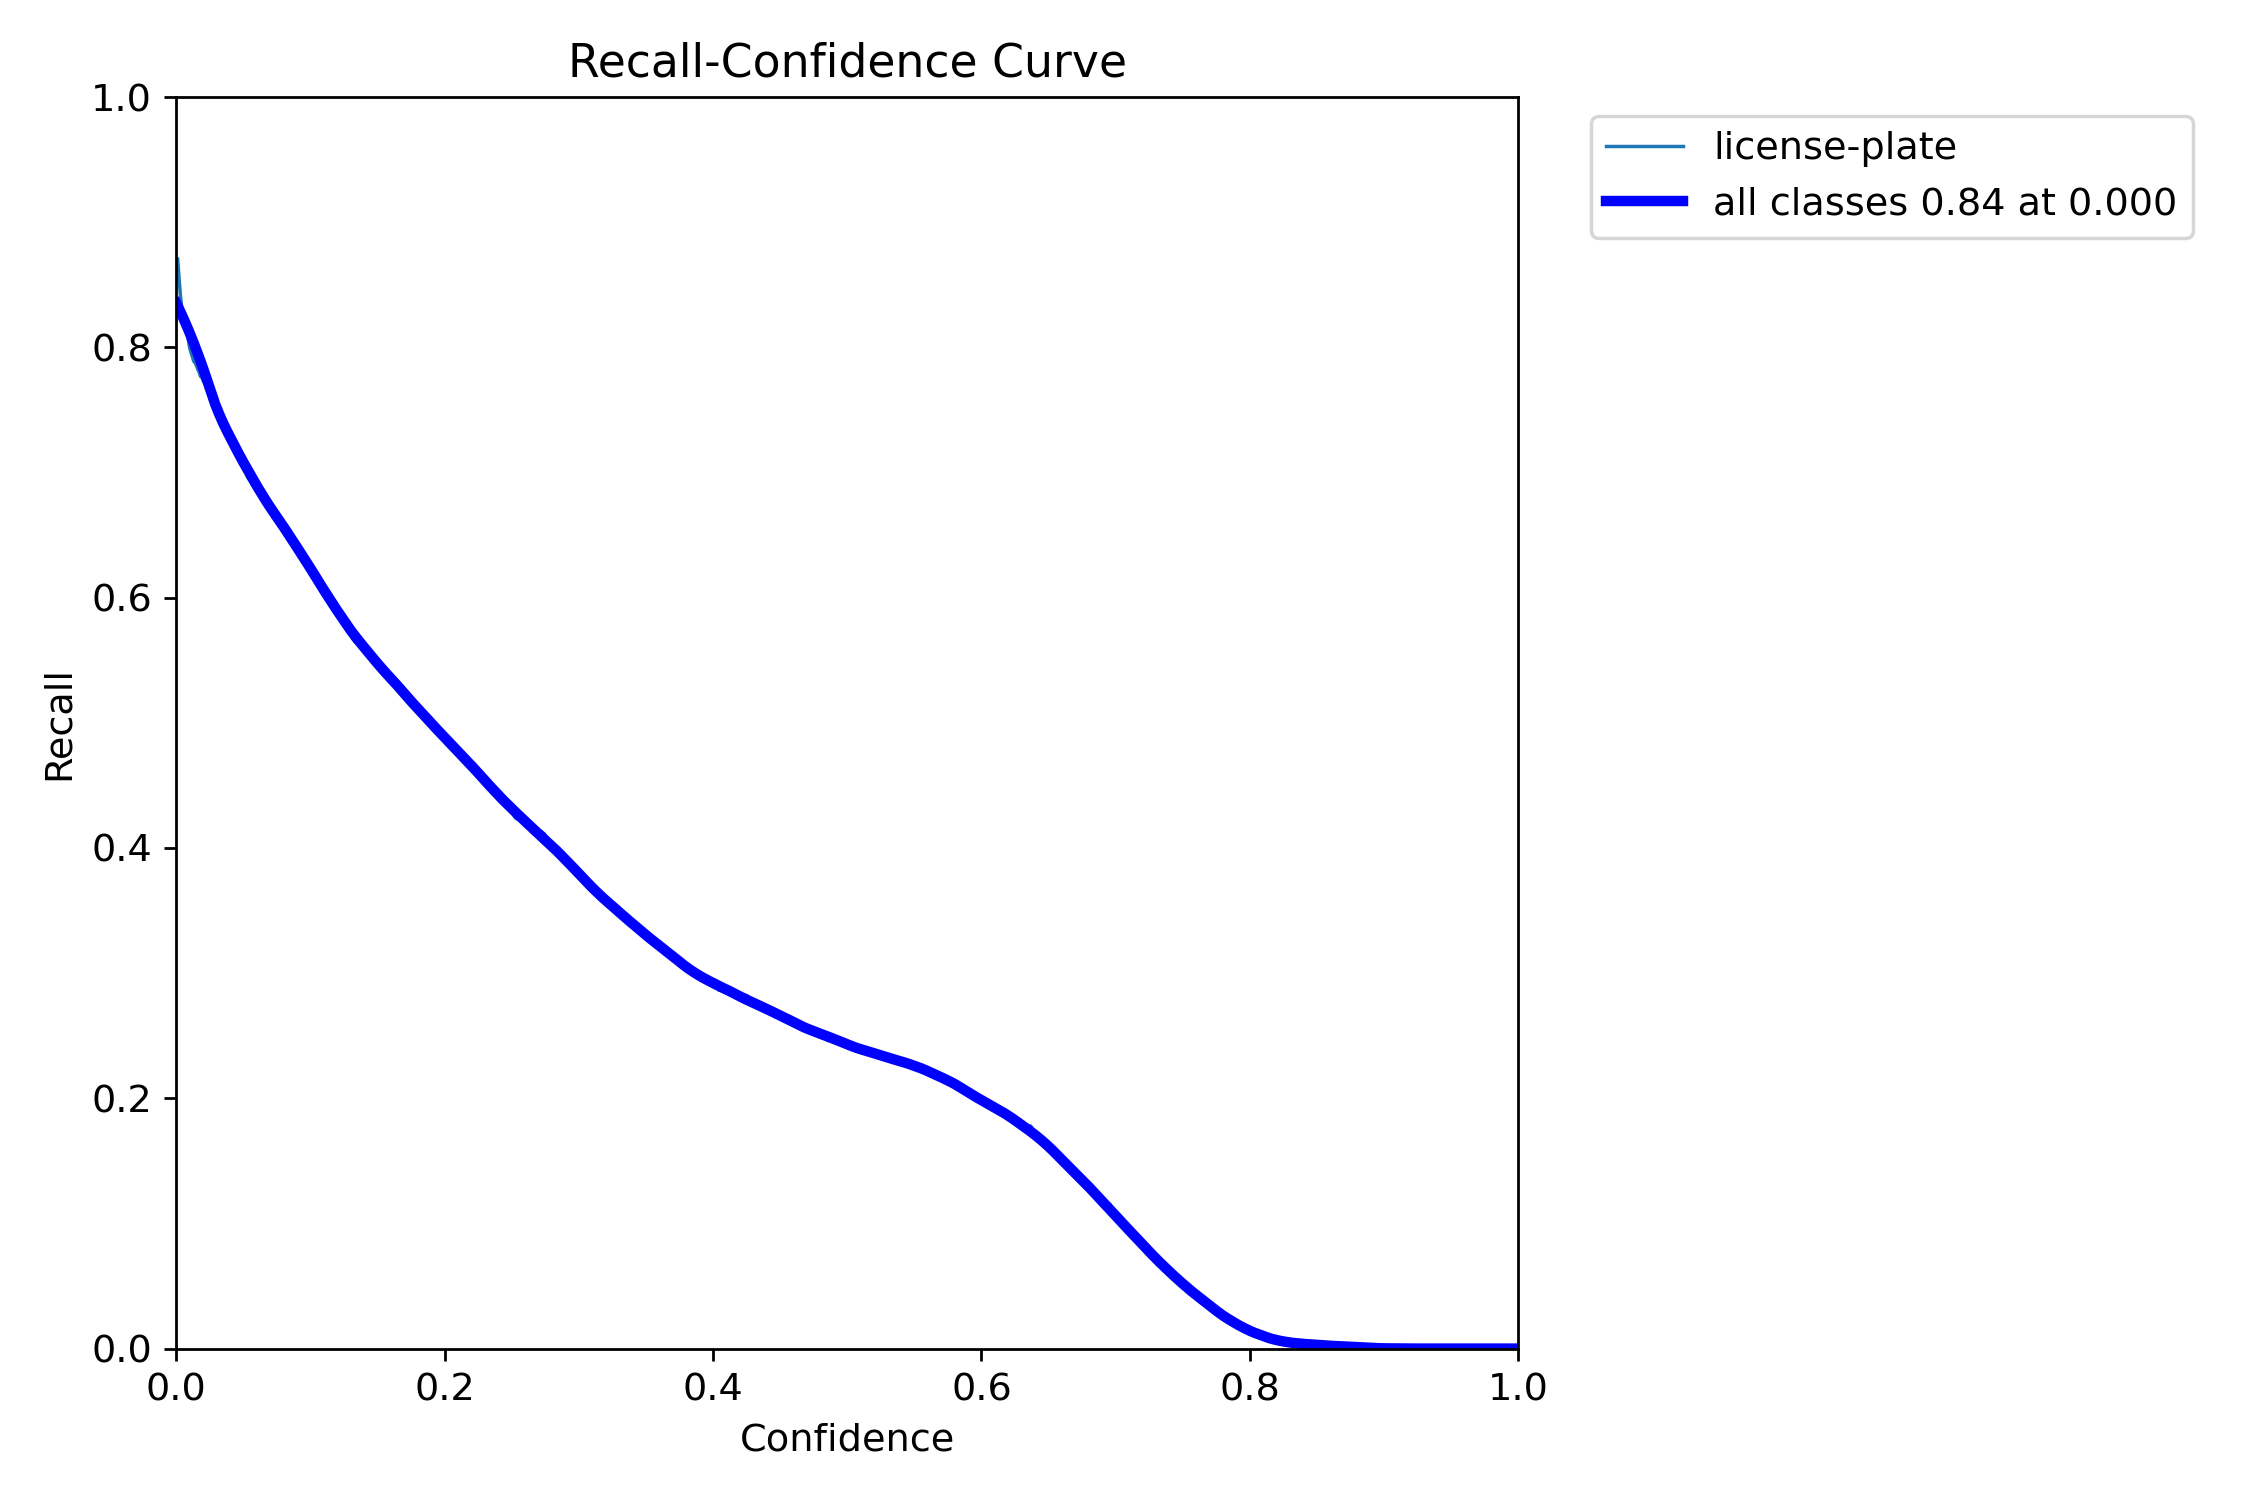 Recall-Confidence Curve
1.0
0.8
0.6
0.4
0.2
0.0
Recall
0.0 0.2 0.4 0.6 0.8 1.0
Confidence
license-plate
all classes 0.84 at 0.000